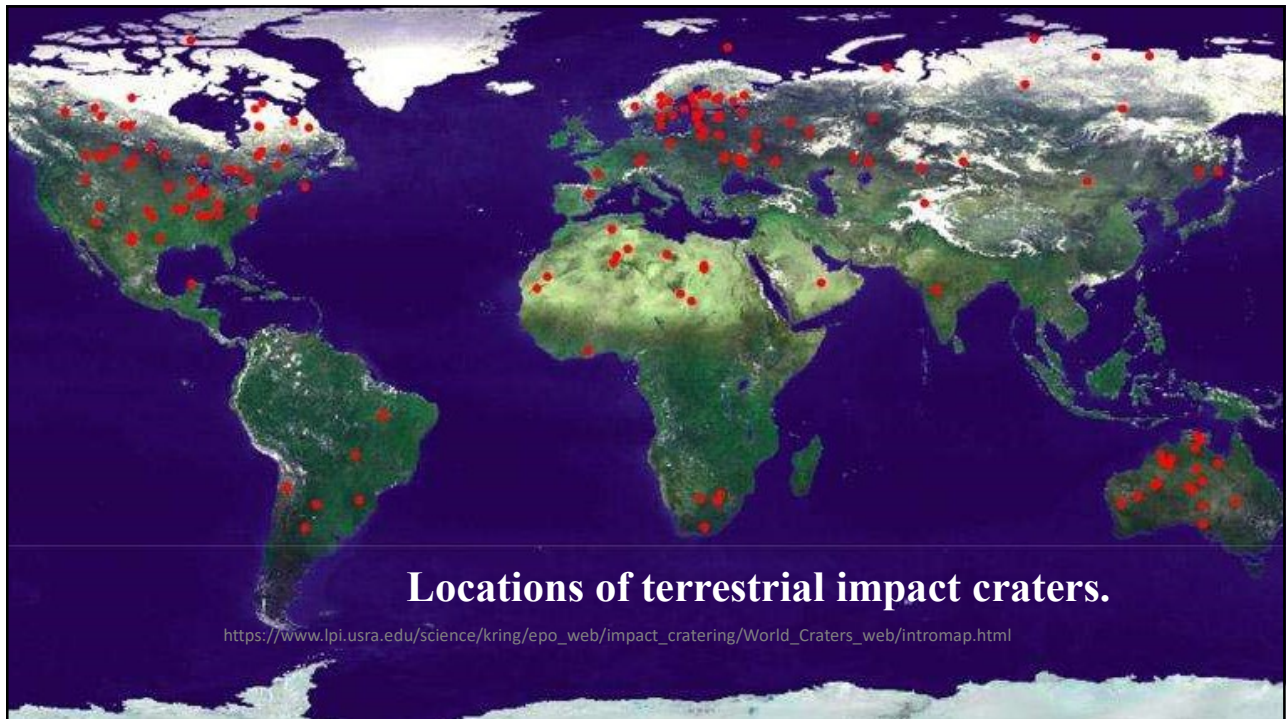 Locations of terrestrial impact craters.
https://www.lpi.usra.edu/science/kring/epo_web/impact_cratering/World_Craters_web/intromap.html